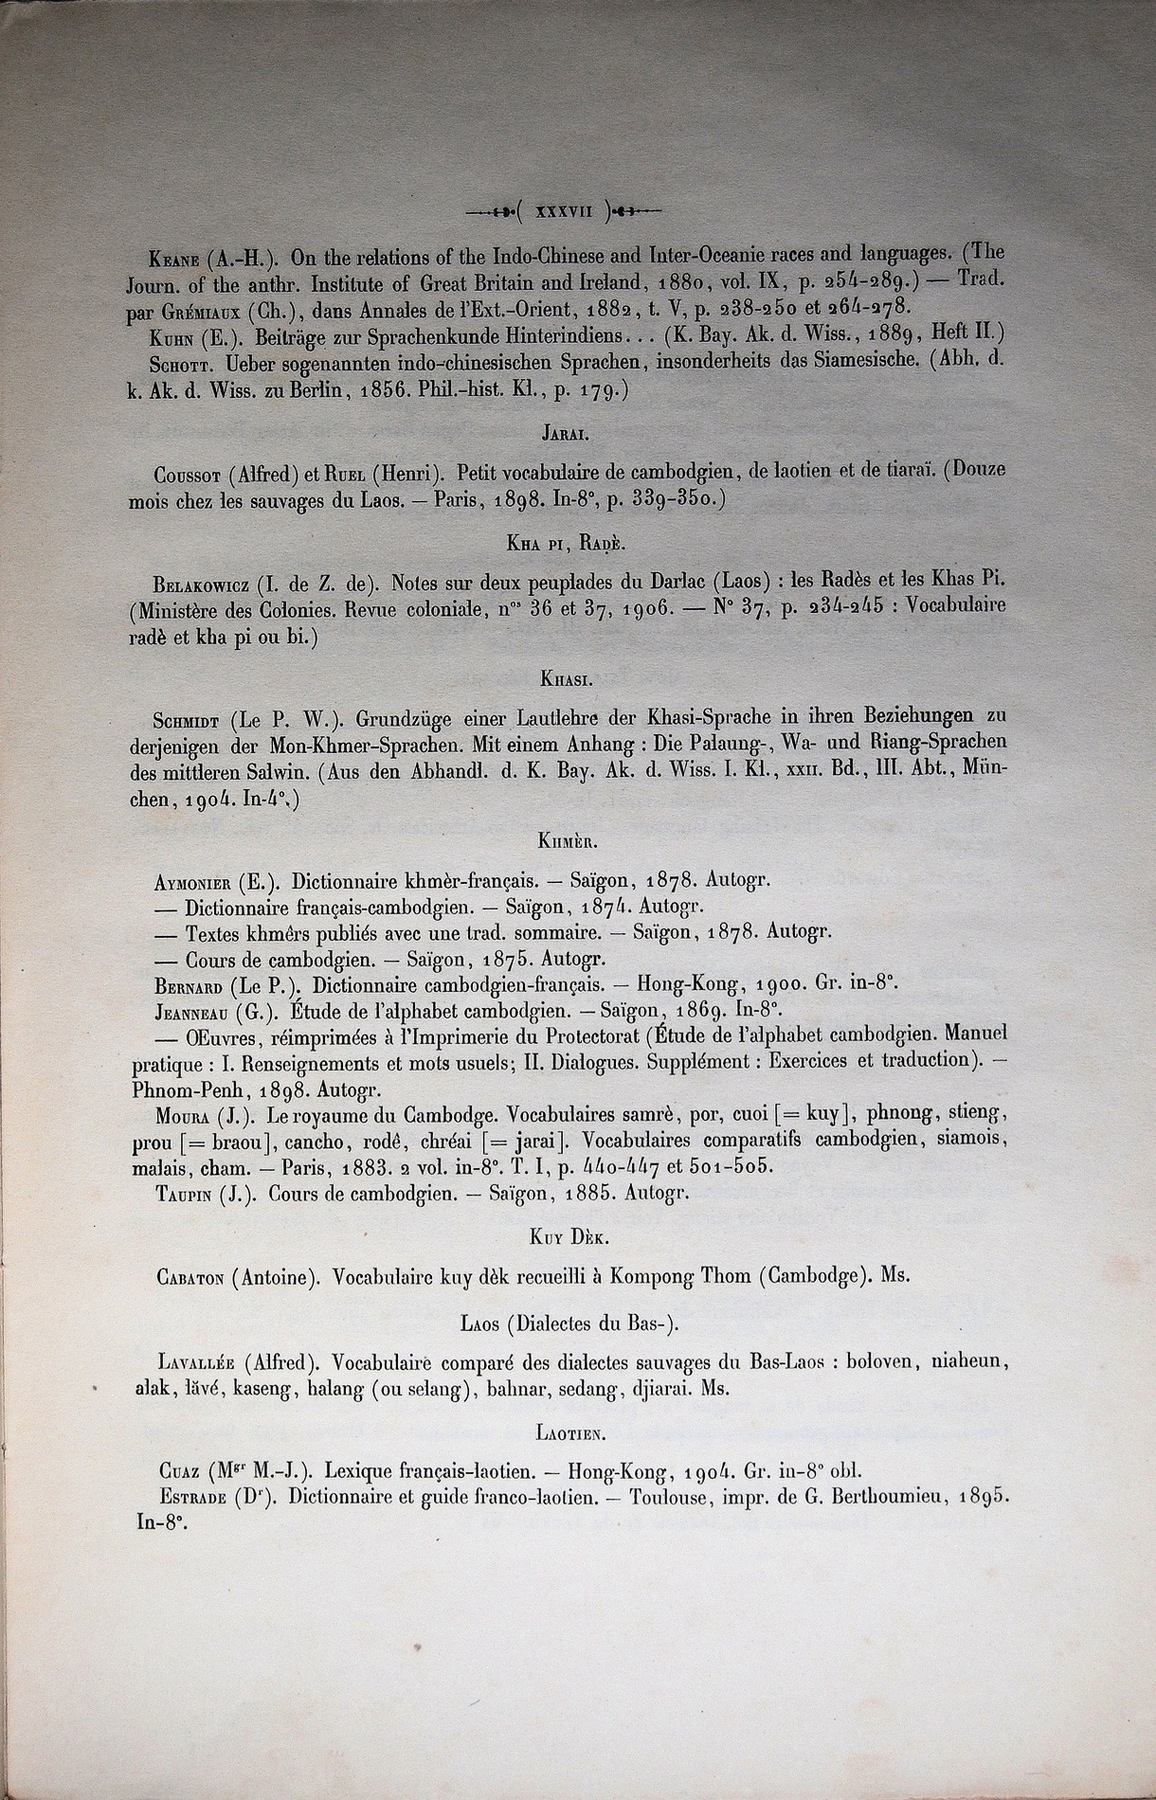 ( XXXVII )
KEANE (A.-H.). On the relations of the Indo-Chinese and Inter-Oceanie races and languages. (The
Journ. of the anthr. Institute of Great Britain and Ireland, 1880, vol. IX, p. 254-289.) — Trad.
par GRÉMIAUX (Ch.), dans Annales de l'Ext.-Orient, 1882, t. V, p. 238-250 et 264-278.
KUHN (E.). Beiträge zur Sprachenkunde Hinterindiens... (K. Bay. Ak. d. Wiss., 1889, Heft II.)
SCHOTT. Ueber sogenannten indo-chinesischen Sprachen, insonderheits das Siamesische. (Abh. d.
k. Ak. d. Wiss. zu Berlin, 1856. Phil.-hist. Kl., p. 179.)
JARAI.
COUSSOT (Alfred) et RUEL (Henri). Petit vocabulaire de cambodgien, de laotien et de tiaraï. (Douze
mois chez les sauvages du Laos. — Paris, 1898. In-8°, p. 339-350.)
KHA PI, RADÈ.
BELAKOWICZ (I. de Z. de). Notes sur deux peuplades du Darlac (Laos) : les Radès et les Khas Pi.
(Ministère des Colonies. Revue coloniale, nos 36 et 37, 1906. — N° 37, p. 234-245 : Vocabulaire
radè et kha pi ou bi.)
KHASI.
SCHMIDT (Le P. W.). Grundzüge einer Lautlehre der Khasi-Sprache in ihren Beziehungen zu
derjenigen der Mon-Khmer-Sprachen. Mit einem Anhang : Die Palaung-, Wa- und Riang-Sprachen
des mittleren Salwin. (Aus den Abhandl. d. K. Bay. Ak. d. Wiss. I. Kl., XXII. Bd., III. Abt., Mün-
chen, 1904. In-4°.)
KHMÈR.
AYMONIER (E.). Dictionnaire khmèr-français. — Saïgon, 1878. Autogr.
— Dictionnaire français-cambodgien. — Saïgon, 1874. Autogr.
— Textes khmêrs publiés avec une trad. sommaire. — Saïgon, 1878. Autogr.
— Cours de cambodgien. — Saïgon, 1875. Autogr.
BERNARD (Le P.). Dictionnaire cambodgien-français. — Hong-Kong, 1900. Gr. in-8°.
JEANNEAU (G.). Étude de l'alphabet cambodgien. — Saïgon, 1869. In-8°.
— Œuvres, réimprimées à l'Imprimerie du Protectorat (Étude de l'alphabet cambodgien. Manuel
pratique : I. Renseignements et mots usuels; II. Dialogues. Supplément : Exercices et traduction). —
Phnom-Penh, 1898. Autogr.
MOURA (J.). Le royaume du Cambodge. Vocabulaires samrè, por, cuoi [= kuy], phnong, stieng,
prou [= braou], cancho, rodê, chréai [= jarai]. Vocabulaires comparatifs cambodgien, siamois,
malais, cham. — Paris, 1883. 2 vol. in-8°. T. I, p. 440-447 et 501-505.
TAUPIN (J.). Cours de cambodgien. — Saïgon, 1885. Autogr.
KUY DÈK.
CABATON (Antoine). Vocabulaire kuy dèk recueilli à Kompong Thom (Cambodge). Ms.
LAOS (Dialectes du Bas-).
LAVALLÉE (Alfred). Vocabulaire comparé des dialectes sauvages du Bas-Laos : boloven, niaheun,
alak, lăvé, kaseng, halang (ou selang), bahnar, sedang, djiarai. Ms.
LAOTIEN.
CUAZ (Mgr M.-J.). Lexique français-laotien. — Hong-Kong, 1904. Gr. in-8° obl.
ESTRADE (Dr). Dictionnaire et guide franco-laotien. — Toulouse, impr. de G. Berthoumieu, 1895.
In-8°.